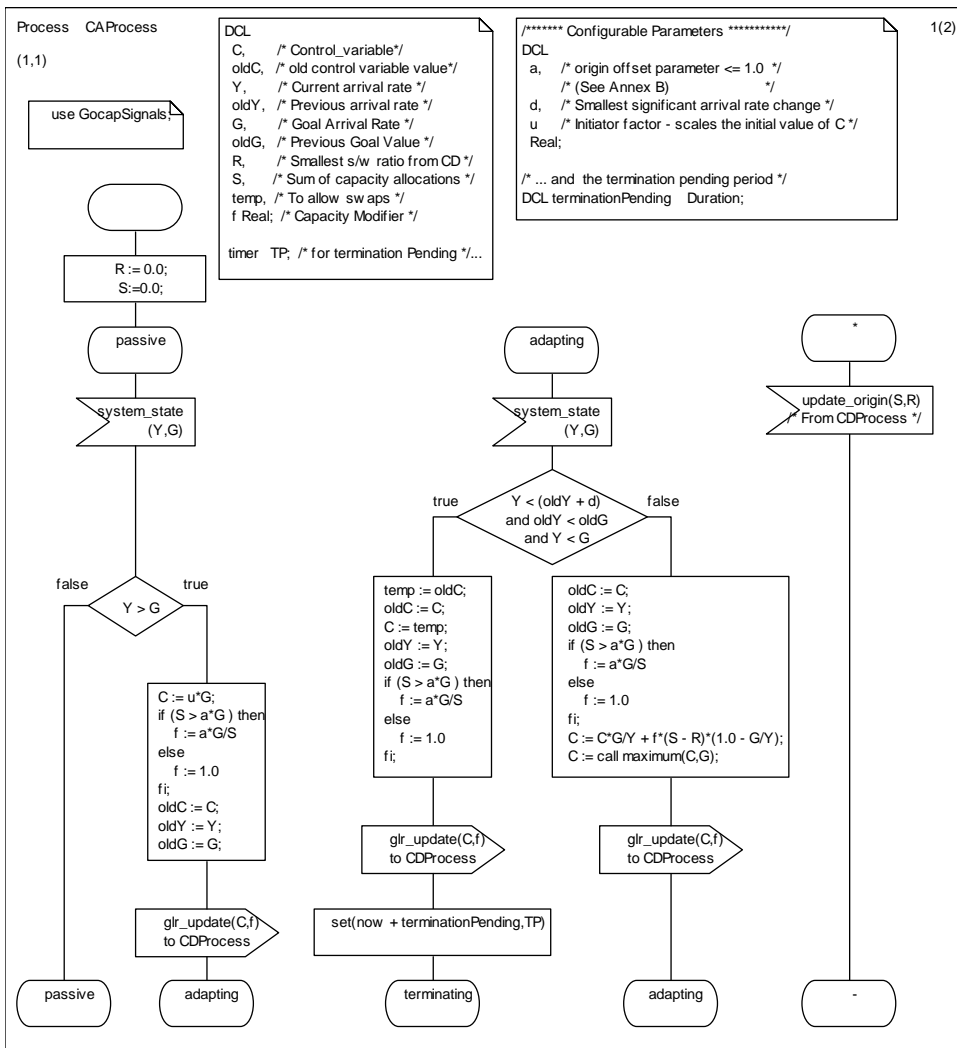 Process CAProcess
1(2)
(1,1)
use GocapSignals;
DCL
C, /* Control_variable*/
oldC, /* old control variable value*/
Y, /* Current arrival rate */
oldY, /* Previous arrival rate */
G, /* Goal Arrival Rate */
oldG, /* Previous Goal Value */
R, /* Smallest s/w ratio from CD */
S, /* Sum of capacity allocations */
temp, /* To allow swaps */
f Real; /* Capacity Modifier */
timer TP; /* for termination Pending */...
/******* Configurable Parameters ***********/
DCL
a, /* origin offset parameter <= 1.0 */
/* (See Annex B) */
d, /* Smallest significant arrival rate change */
u /* Initiator factor - scales the initial value of C */
Real;
/* ... and the termination pending period */
DCL terminationPending Duration;
R := 0.0;
S:=0.0;
passive
system_state
(Y,G)
false
true
Y > G
C := u*G;
if (S > a*G ) then
f := a*G/S
else
f := 1.0
fi;
oldC := C;
oldY := Y;
oldG := G;
glr_update(C,f)
to CDProcess
passive
adapting
adapting
system_state
(Y,G)
true
false
Y < (oldY + d)
and oldY < oldG
and Y < G
temp := oldC;
oldC := C;
C := temp;
oldY := Y;
oldG := G;
if (S > a*G ) then
f := a*G/S
else
f := 1.0
fi;
glr_update(C,f)
to CDProcess
set(now + terminationPending,TP)
terminating
oldC := C;
oldY := Y;
oldG := G;
if (S > a*G ) then
f := a*G/S
else
f := 1.0
fi;
C := C*G/Y + f*(S - R)*(1.0 - G/Y);
C := call maximum(C,G);
glr_update(C,f)
to CDProcess
adapting
*
update_origin(S,R)
/* From CDProcess */
-